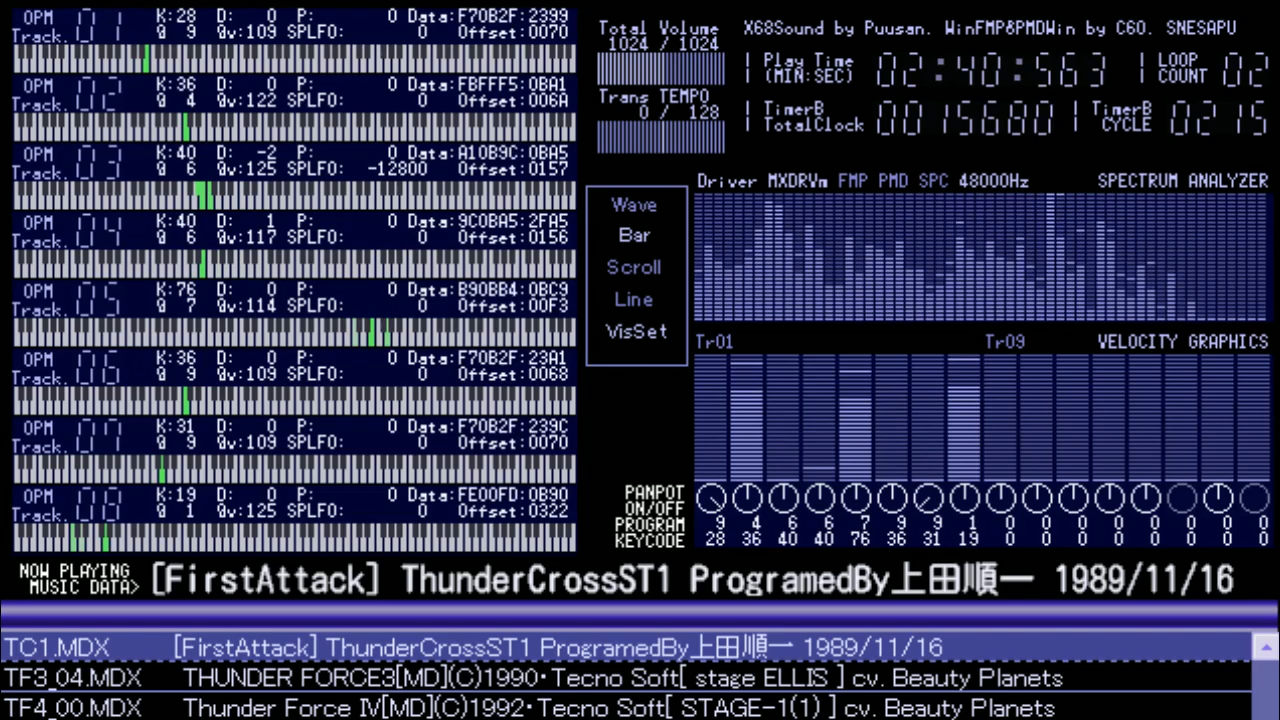 OPM K:28 D: 0 P: 0 Data:F70B2F:2399
Track.01 @ 9 @v:109 SPLFO: 0 Offset:0070
OPM K:36 D: 0 P: 0 Data:FBFFF5:0BA1
Track.02 @ 4 @v:122 SPLFO: 0 Offset:006A
OPM K:40 D: -2 P: 0 Data:A10B9C:0BA5
Track.03 @ 6 @v:125 SPLFO: -12800 Offset:0157
OPM K:40 D: 1 P: 0 Data:9C0BA5:2FA5
Track.04 @ 6 @v:117 SPLFO: 0 Offset:0156
OPM K:76 D: 0 P: 0 Data:B90BB4:0BC9
Track.05 @ 7 @v:114 SPLFO: 0 Offset:00F3
OPM K:36 D: 0 P: 0 Data:F70B2F:23A1
Track.06 @ 9 @v:109 SPLFO: 0 Offset:0068
OPM K:31 D: 0 P: 0 Data:F70B2F:239C
Track.07 @ 9 @v:109 SPLFO: 0 Offset:0070
OPM K:19 D: 0 P: 0 Data:FE00FD:0B90
Track.08 @ 1 @v:125 SPLFO: 0 Offset:0322
Total Volume
1024 / 1024
Trans TEMPO
0 / 128
X68Sound by Puusan. WinFMP&PMDWin by C60. SNESAPU
Play Time (MIN:SEC) 02:40:563 LOOP COUNT 02
TimerB TotalClock 0015680 TimerB CYCLE 0215
Wave
Bar
Scroll
Line
VisSet
Driver MXDRVm FMP PMD SPC 48000Hz SPECTRUM ANALYZER
Tr01 Tr09 VELOCITY GRAPHICS
PANPOT
ON/OFF
PROGRAM 9 4 6 6 7 9 9 1 0 0 0 0 0 0 0 0
KEYCODE 28 36 40 40 76 36 31 19 0 0 0 0 0 0 0 0
NOW PLAYING
MUSIC DATA> [FirstAttack] ThunderCrossST1 ProgramedBy上田順一 1989/11/16
TC1.MDX [FirstAttack] ThunderCrossST1 ProgramedBy上田順一 1989/11/16
TF3_04.MDX THUNDER FORCE3[MD](C)1990・Tecno Soft[ stage ELLIS ] cv. Beauty Planets
TF4_00.MDX Thunder Force Ⅳ[MD](C)1992・Tecno Soft[ STAGE-1(1) ] cv. Beauty Planets